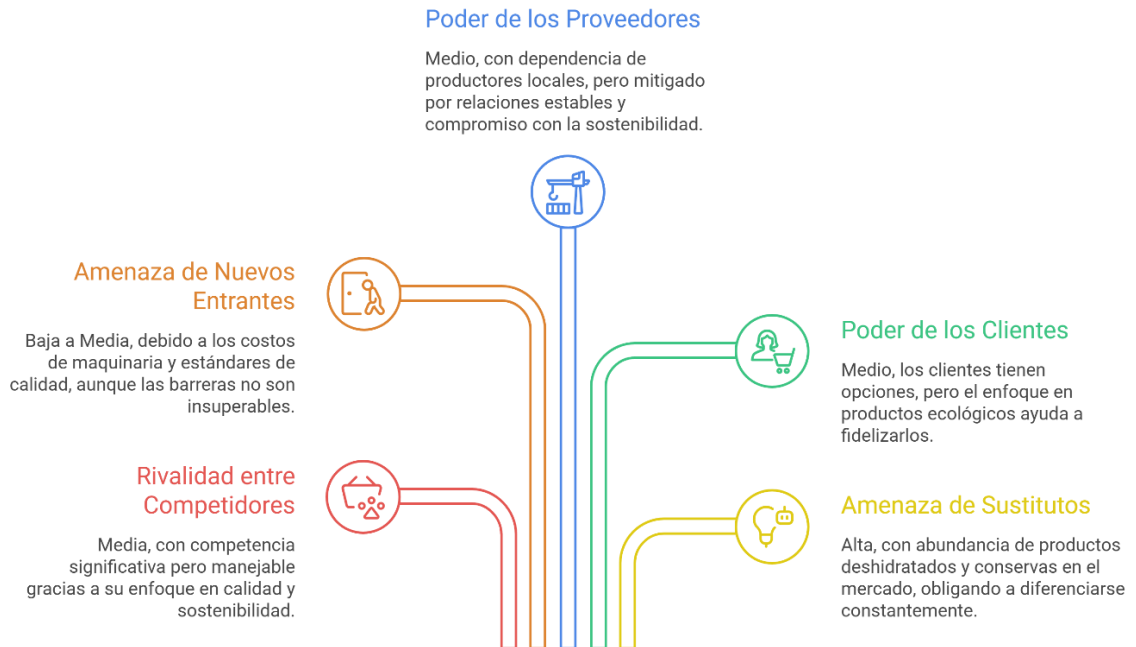 Poder de los Proveedores
Medio, con dependencia de
productores locales, pero mitigado
por relaciones estables y
compromiso con la sostenibilidad.
Amenaza de Nuevos
Entrantes
Baja a Media, debido a los costos
de maquinaria y estándares de
calidad, aunque las barreras no son
insuperables.
Poder de los Clientes
Medio, los clientes tienen
opciones, pero el enfoque en
productos ecológicos ayuda a
fidelizarlos.
Rivalidad entre
Competidores
Media, con competencia
significativa pero manejable
gracias a su enfoque en calidad y
sostenibilidad.
Amenaza de Sustitutos
Alta, con abundancia de productos
deshidratados y conservas en el
mercado, obligando a diferenciarse
constantemente.